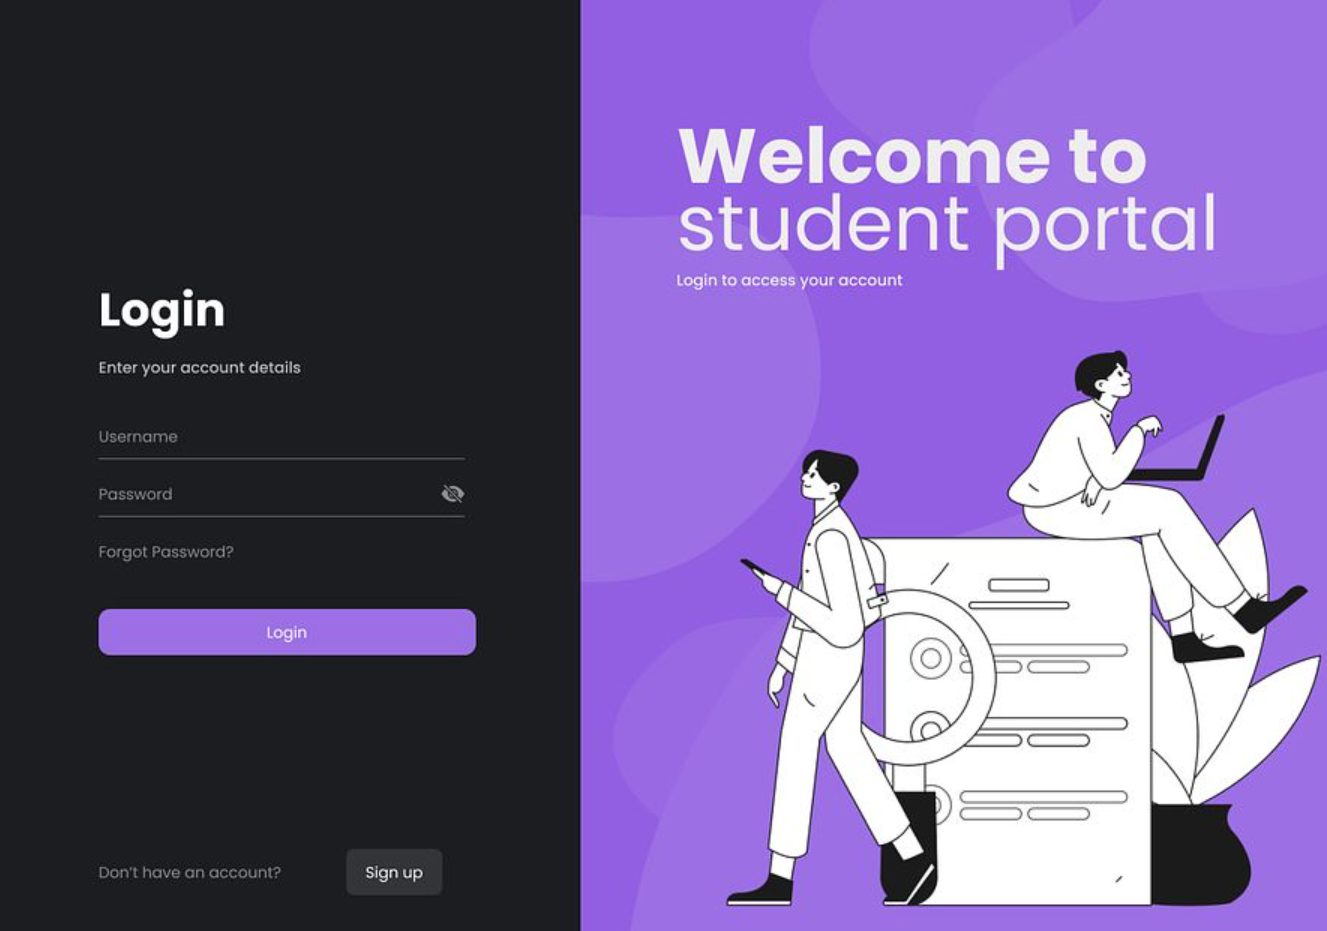 Login
Enter your account details
Username
Password
Forgot Password?
Login
Don't have an account?
Sign up
Welcome to
student portal
Login to access your account